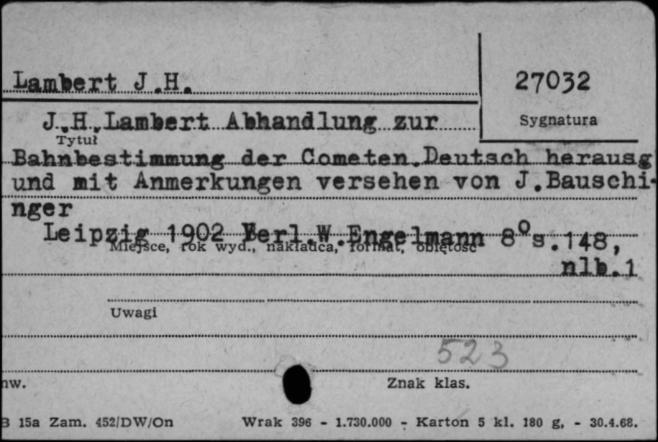 Lambert J.H.
27032
Sygnatura
J.H.Lambert Abhandlung zur
Tytuł
Bahnbestimmung der Cometen.Deutsch herausg
und mit Anmerkungen versehen von J.Bauschi-
nger
Leipzig 1902 Verl.W.Engelmann 8° s.148,
Miejsce, rok wyd., nakładca, format, objętość
nlb.1
Uwagi
523
nw.
Znak klas.
B 15a Zam. 452/DW/On Wrak 396 - 1.730.000 - Karton 5 kl. 180 g. - 30.4.68.